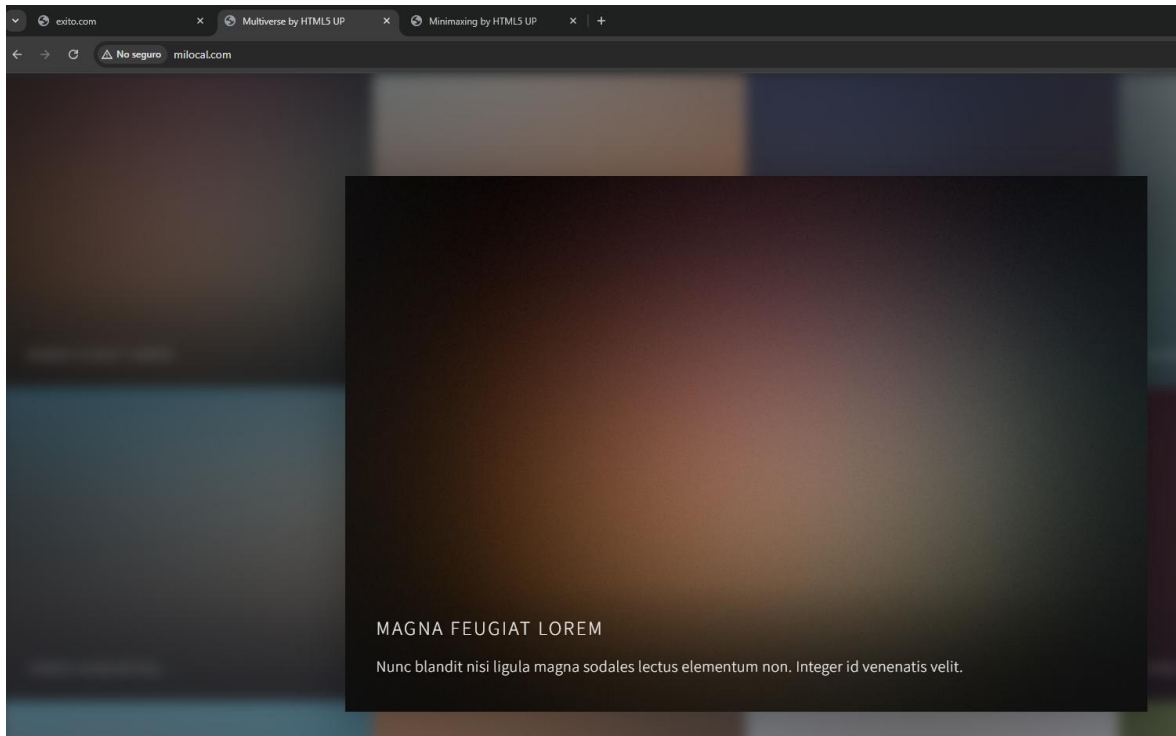 exito.com
Multiverse by HTML5 UP
Minimaxing by HTML5 UP
No seguro milocal.com
MAGNA FEUGIAT LOREM
Nunc blandit nisi ligula magna sodales lectus elementum non. Integer id venenatis velit.